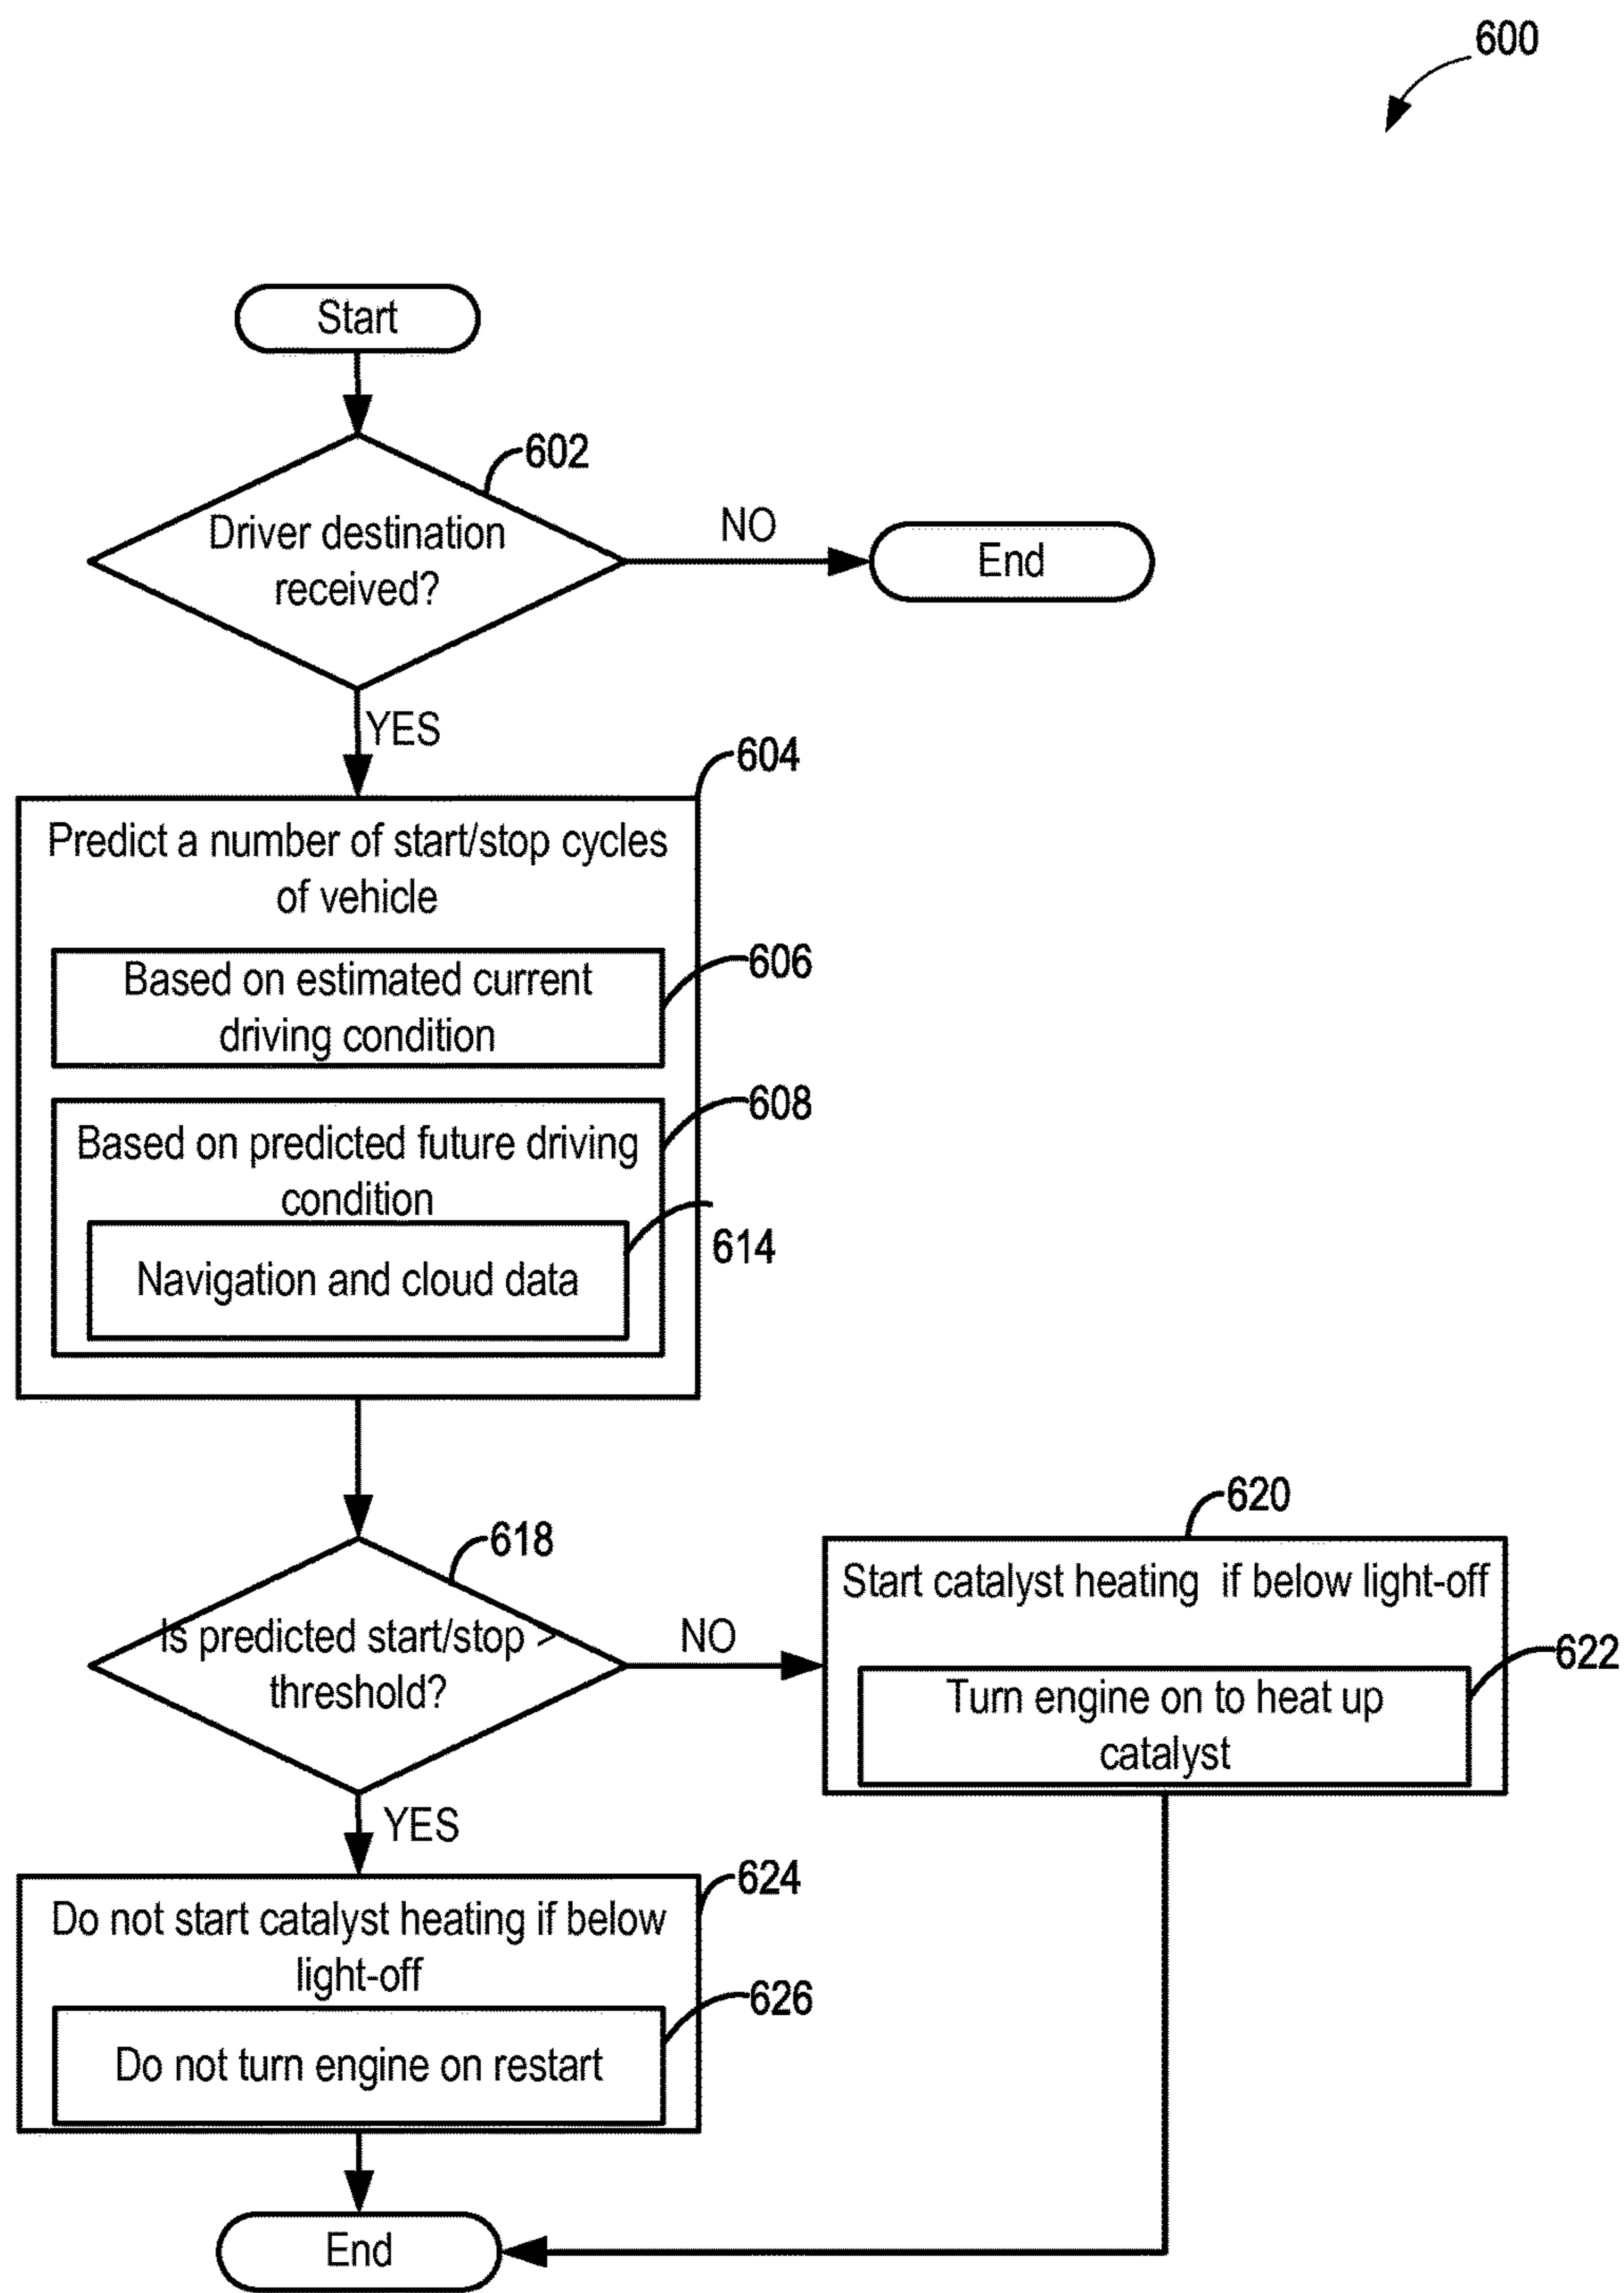 600
Start
602
Driver destination
received?
NO
End
YES
604
Predict a number of start/stop cycles
of vehicle
606
Based on estimated current
driving condition
608
Based on predicted future driving
condition
614
Navigation and cloud data
618
Is predicted start/stop >
threshold?
NO
620
Start catalyst heating if below light-off
622
Turn engine on to heat up
catalyst
YES
624
Do not start catalyst heating if below
light-off
626
Do not turn engine on restart
End